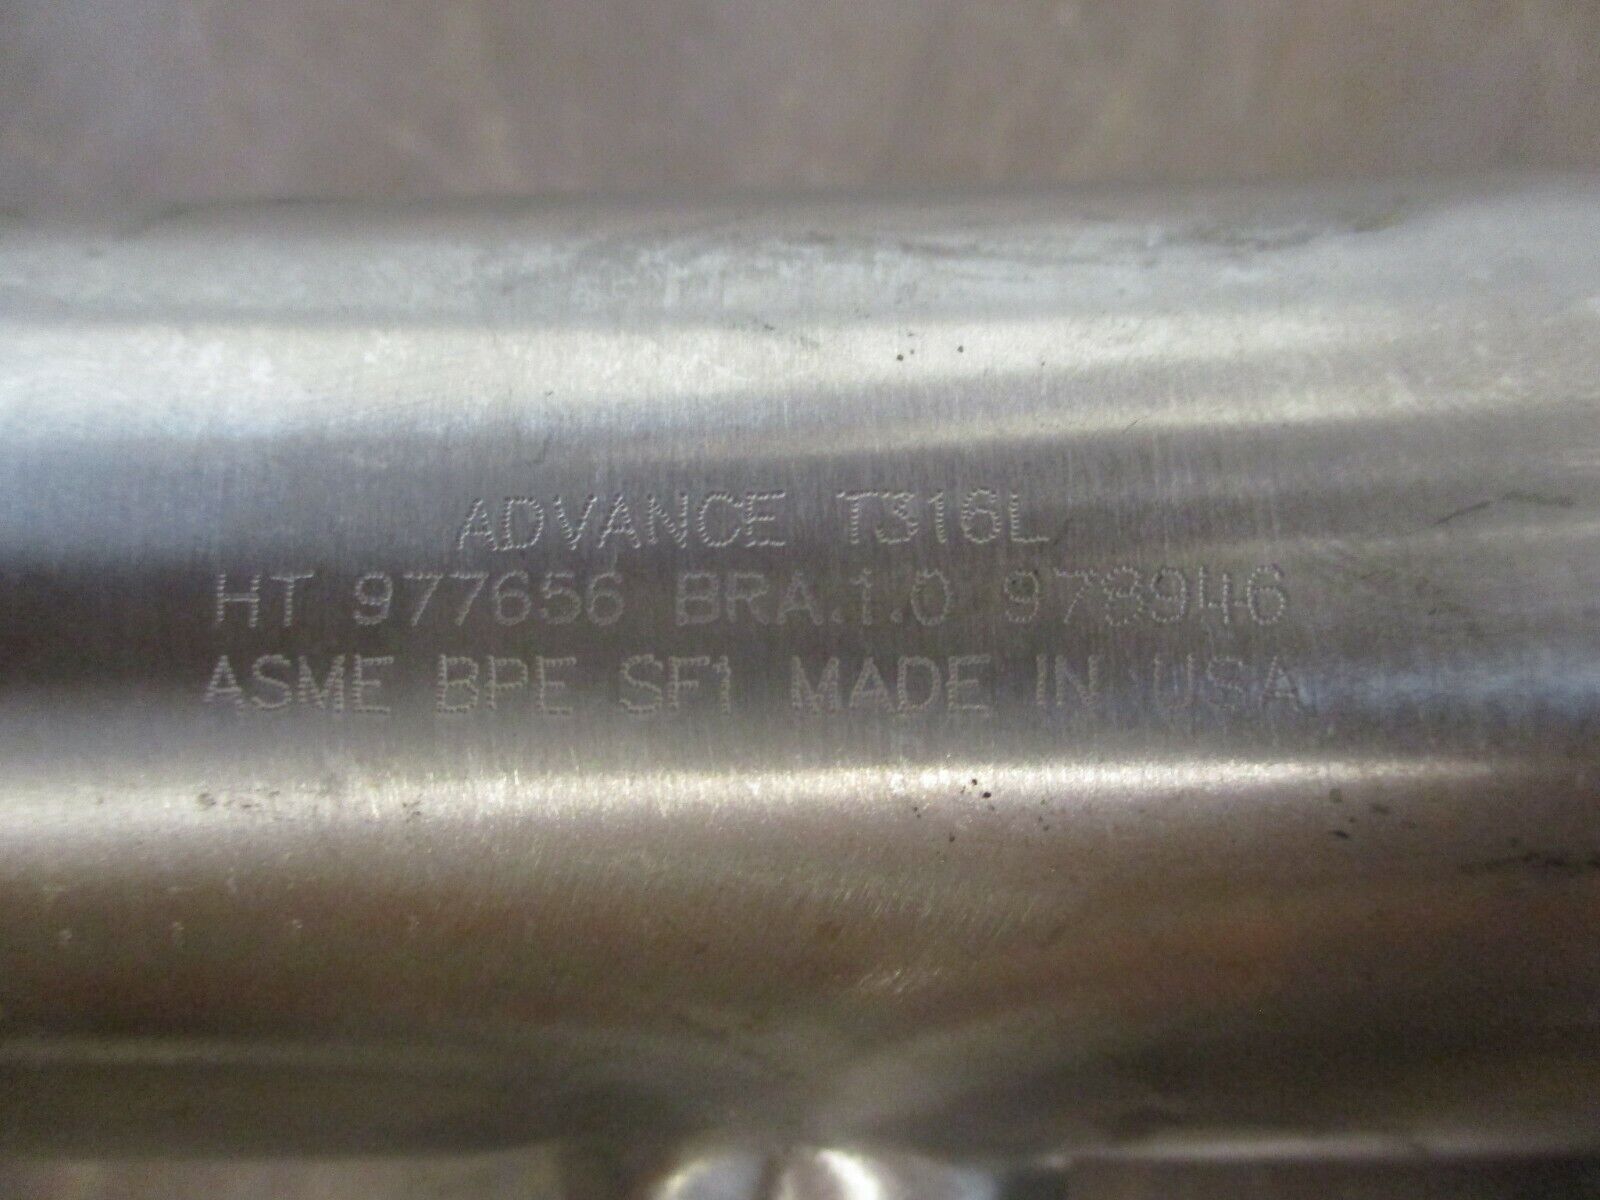 ADVANCE T316L
HT 977656 BRA.1.0 978946
ASME BPE SF1 MADE IN USA